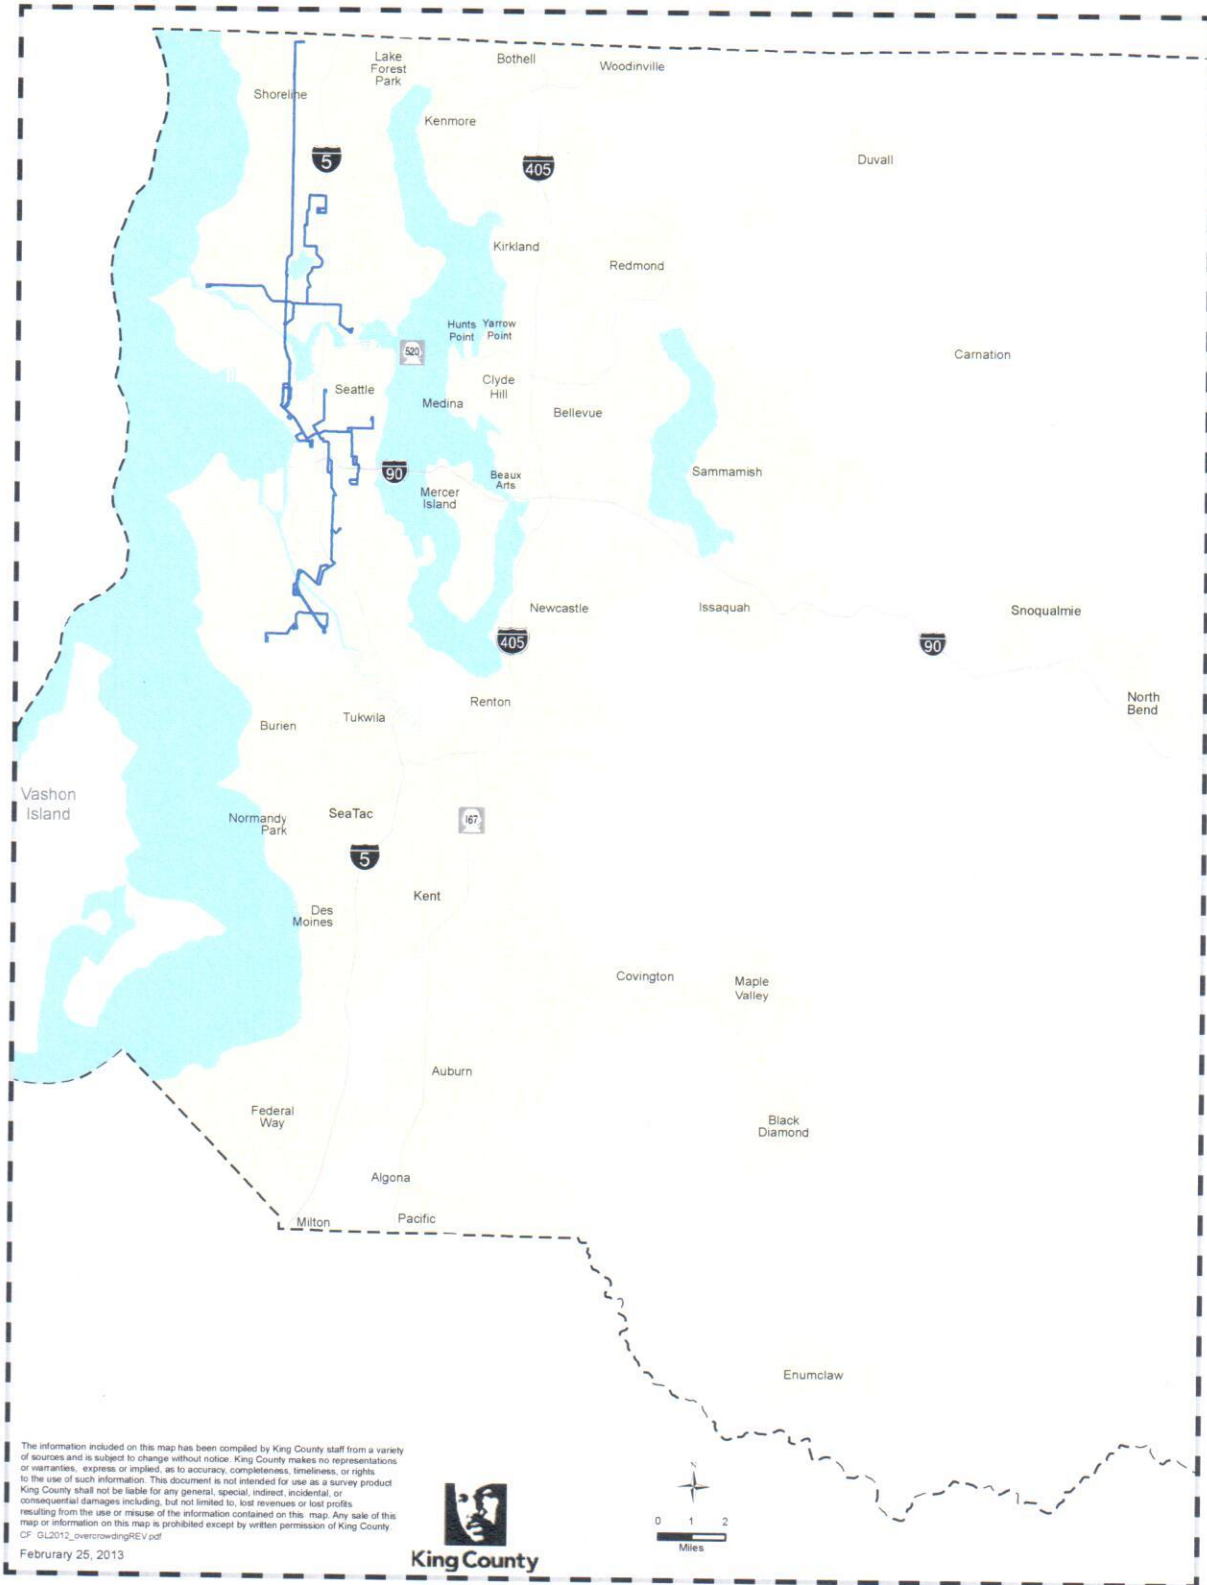 Lake
Forest
Park
Bothell
Woodinville
Shoreline
Kenmore
5
405
Duvall
Kirkland
Redmond
Hunts
Point
Yarrow
Point
520
Carnation
Seattle
Clyde
Hill
Medina
Bellevue
90
Beaux
Arts
Sammamish
Mercer
Island
Newcastle
Issaquah
Snoqualmie
405
90
Renton
North
Bend
Burien
Tukwila
Vashon
Island
Normandy
Park
SeaTac
167
5
Kent
Des
Moines
Covington
Maple
Valley
Auburn
Federal
Way
Black
Diamond
Algona
Milton
Pacific
Enumclaw
The information included on this map has been compiled by King County staff from a variety
of sources and is subject to change without notice. King County makes no representations
or warranties, express or implied, as to accuracy, completeness, timeliness, or rights
to the use of such information. This document is not intended for use as a survey product
King County shall not be liable for any general, special, indirect, incidental, or
consequential damages including, but not limited to, lost revenues or lost profits
resulting from the use or misuse of the information contained on this map. Any sale of this
map or information on this map is prohibited except by written permission of King County
CF GL2012_overcrowdingREV.pdf
Februrary 25, 2013
King County
N
0 1 2
Miles